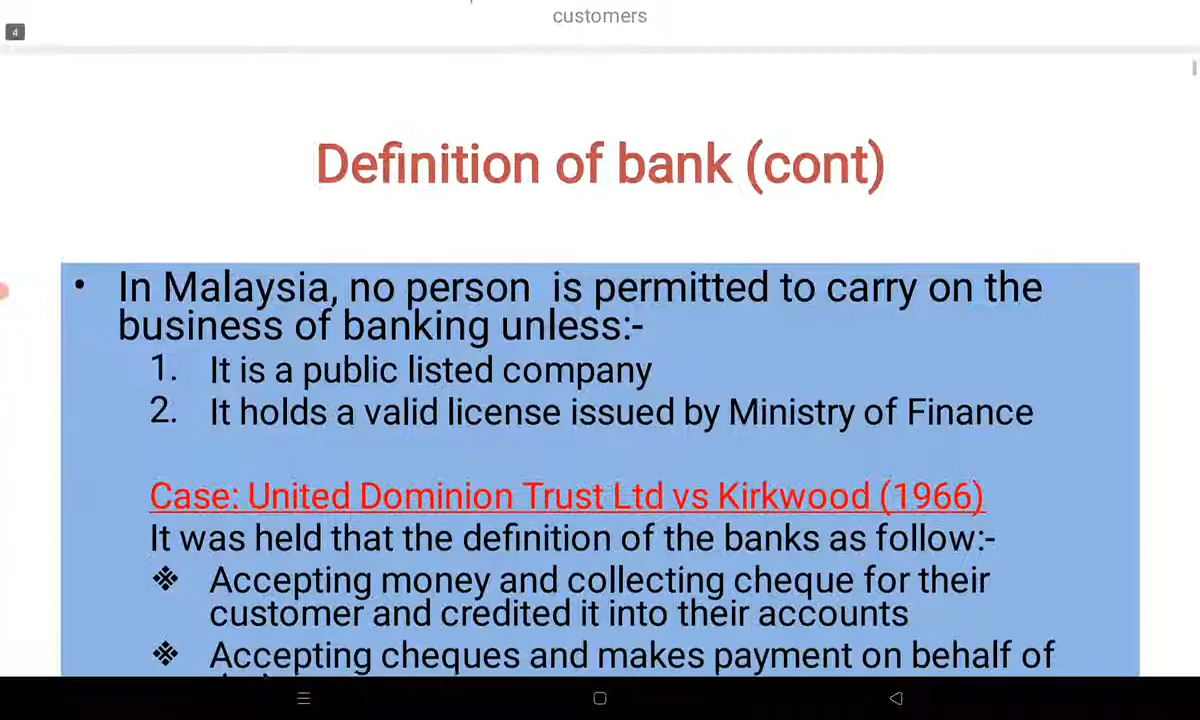 customers
4
Definition of bank (cont)
• In Malaysia, no person is permitted to carry on the
business of banking unless:-
1. It is a public listed company
2. It holds a valid license issued by Ministry of Finance
Case: United Dominion Trust Ltd vs Kirkwood (1966)
It was held that the definition of the banks as follow:-
❖ Accepting money and collecting cheque for their
customer and credited it into their accounts
❖ Accepting cheques and makes payment on behalf of